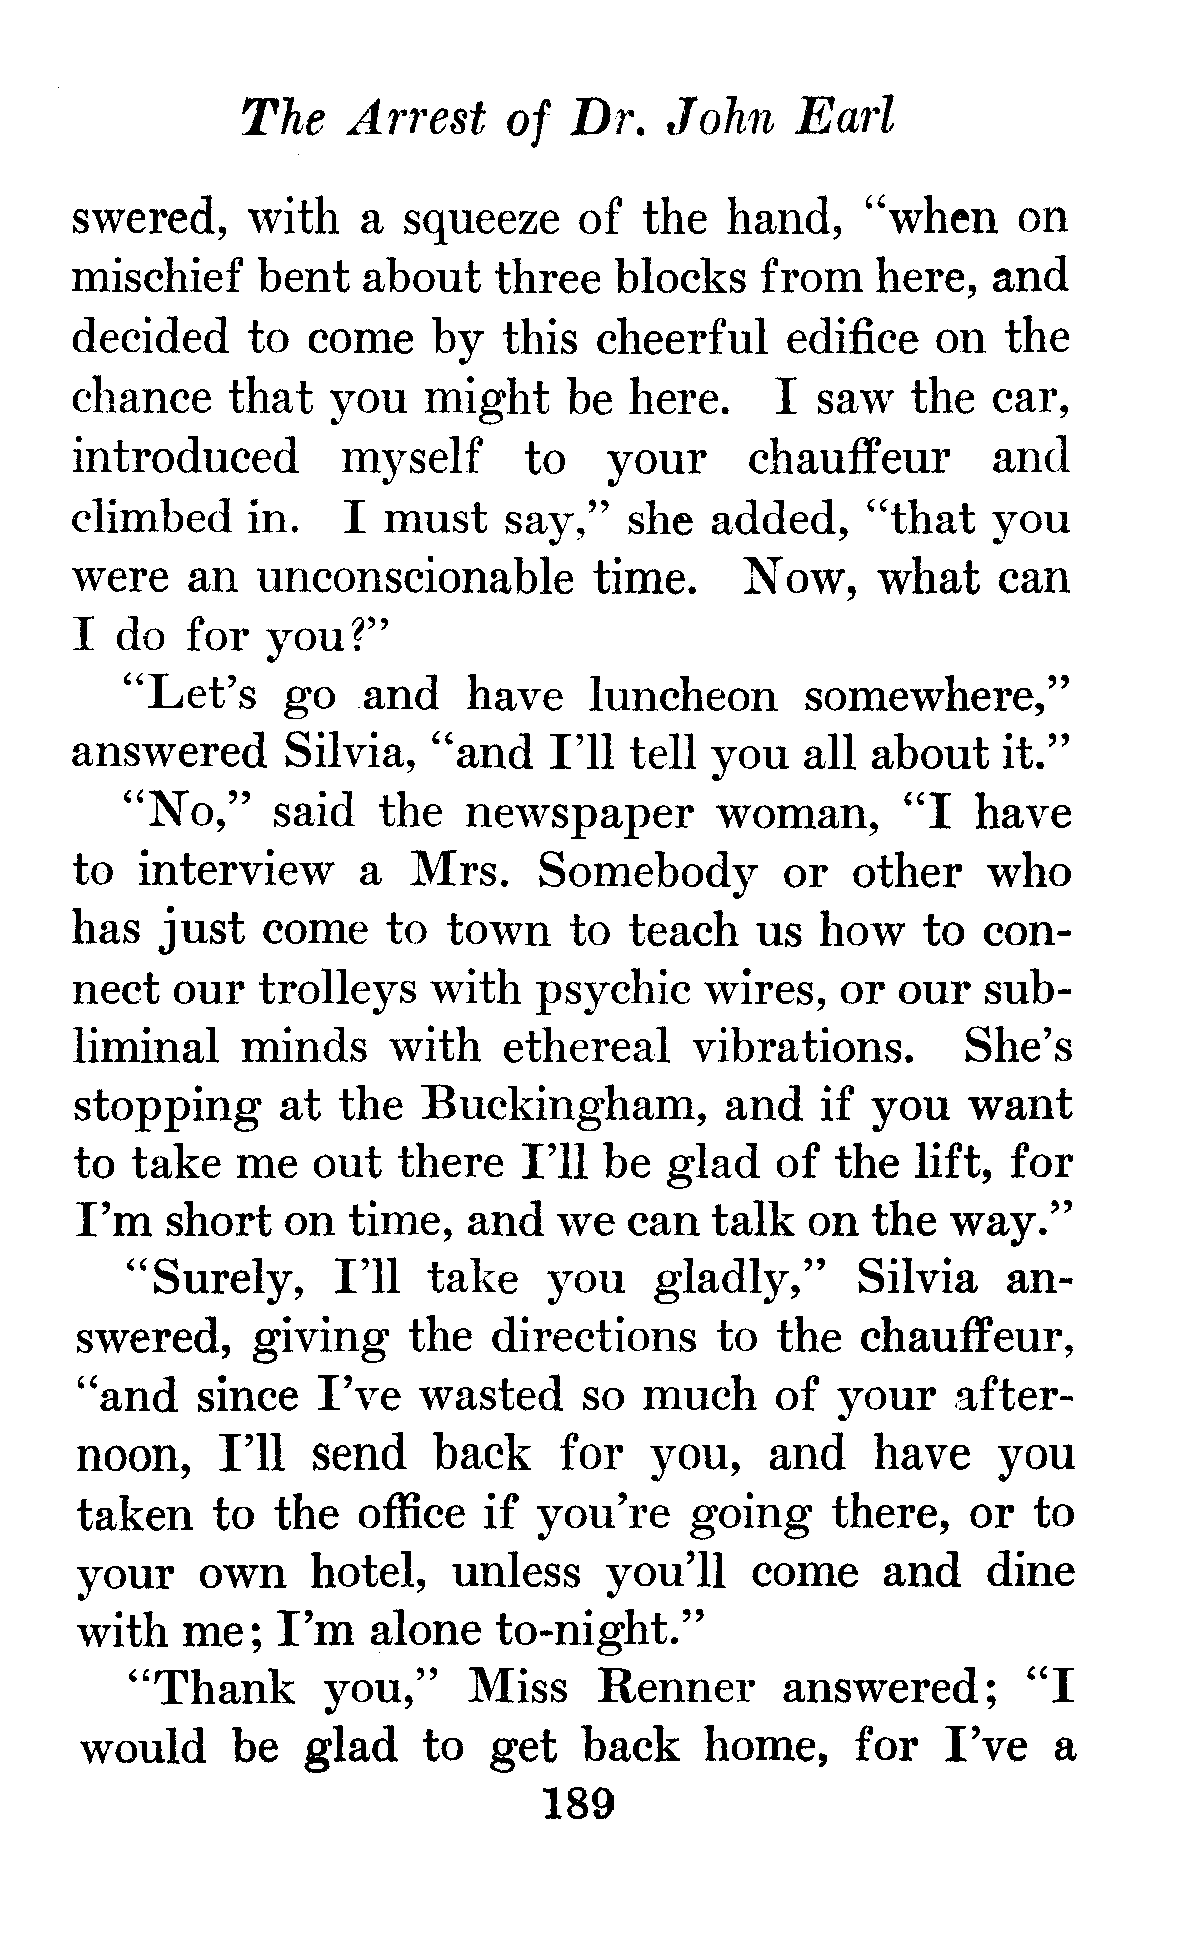 The Arrest of Dr. John Earl
swered, with a squeeze of the hand, “when on
mischief bent about three blocks from here, and
decided to come by this cheerful edifice on the
chance that you might be here. I saw the car,
introduced myself to your chauffeur and
climbed in. I must say,” she added, “that you
were an unconscionable time. Now, what can
I do for you?”
“Let’s go and have luncheon somewhere,”
answered Silvia, “and I’ll tell you all about it.”
“No,” said the newspaper woman, “I have
to interview a Mrs. Somebody or other who
has just come to town to teach us how to con-
nect our trolleys with psychic wires, or our sub-
liminal minds with ethereal vibrations. She’s
stopping at the Buckingham, and if you want
to take me out there I’ll be glad of the lift, for
I’m short on time, and we can talk on the way.”
“Surely, I’ll take you gladly,” Silvia an-
swered, giving the directions to the chauffeur,
“and since I’ve wasted so much of your after-
noon, I’ll send back for you, and have you
taken to the office if you’re going there, or to
your own hotel, unless you’ll come and dine
with me; I’m alone to-night.”
“Thank you,” Miss Renner answered; “I
would be glad to get back home, for I’ve a
189